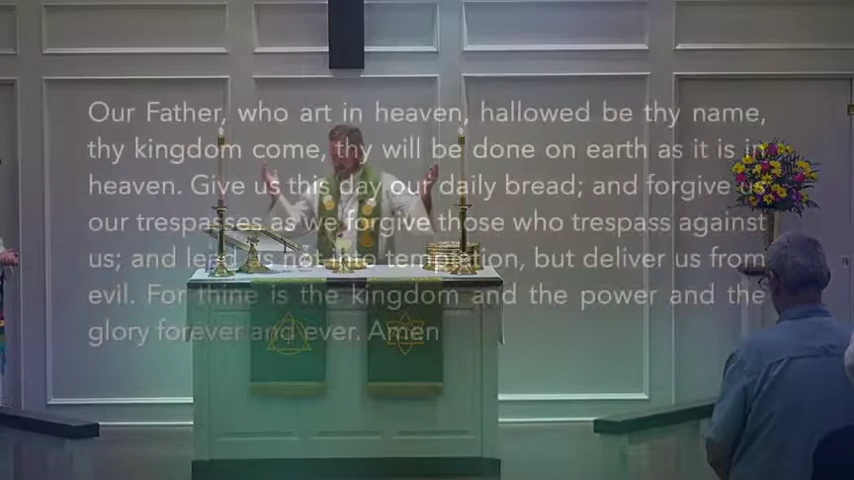 Our Father, who art in heaven, hallowed be thy name,
thy kingdom come, thy will be done on earth as it is in
heaven. Give us this day our daily bread; and forgive us
our trespasses as we forgive those who trespass against
us; and lead us not into temptation, but deliver us from
evil. For thine is the kingdom and the power and the
glory forever and ever. Amen